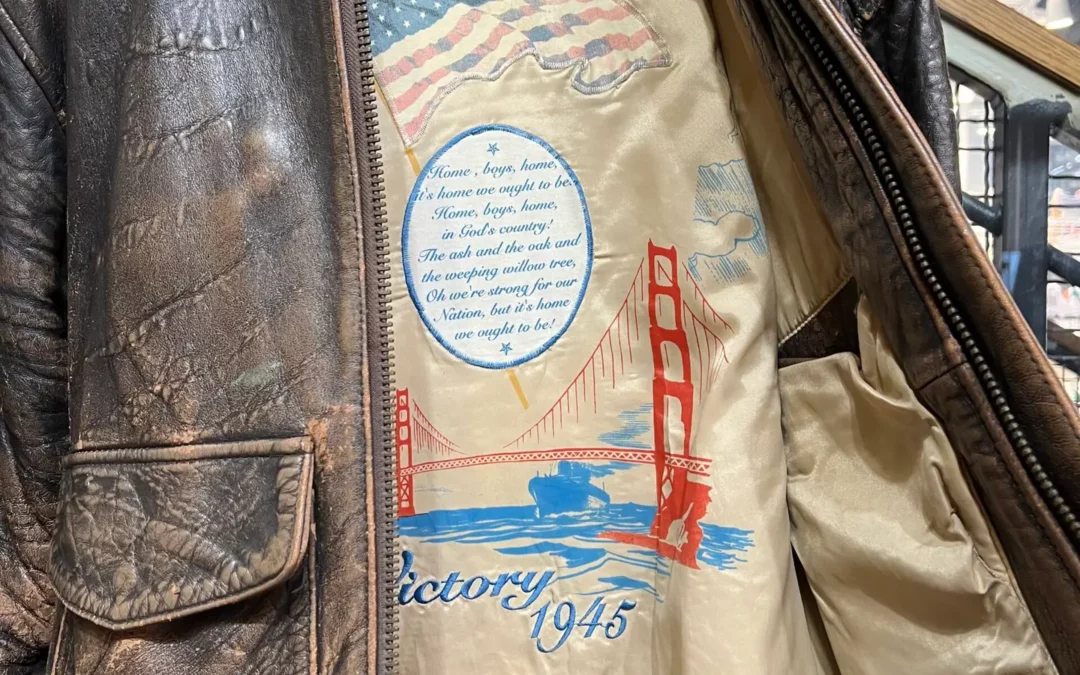 Home , boys, home,
it's home we ought to be.
Home, boys, home,
in God's country!
The ash and the oak and
the weeping willow tree,
Oh we're strong for our
Nation, but it's home
we ought to be!
Victory
1945